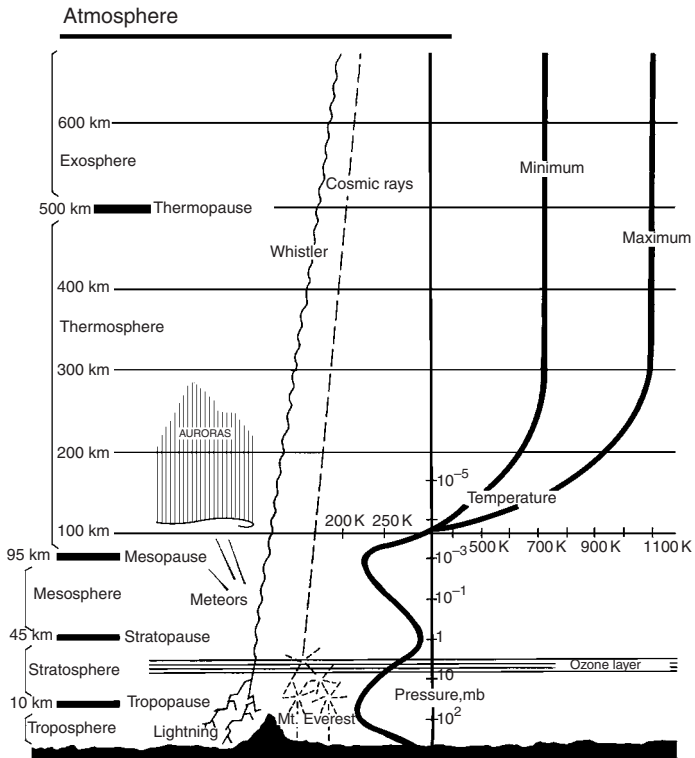 Atmosphere
600 km
Exosphere
Minimum
Cosmic rays
500 km Thermopause
Whistler
Maximum
400 km
Thermosphere
300 km
AURORAS
200 km
10⁻⁵
Temperature
200 K 250 K
100 km
500 K 700 K 900 K 1100 K
95 km Mesopause
10⁻³
Mesosphere
Meteors
10⁻¹
45 km Stratopause
1
Stratosphere
Ozone layer
10
10 km Tropopause
Pressure,mb
Troposphere
Lightning
Mt. Everest
10²